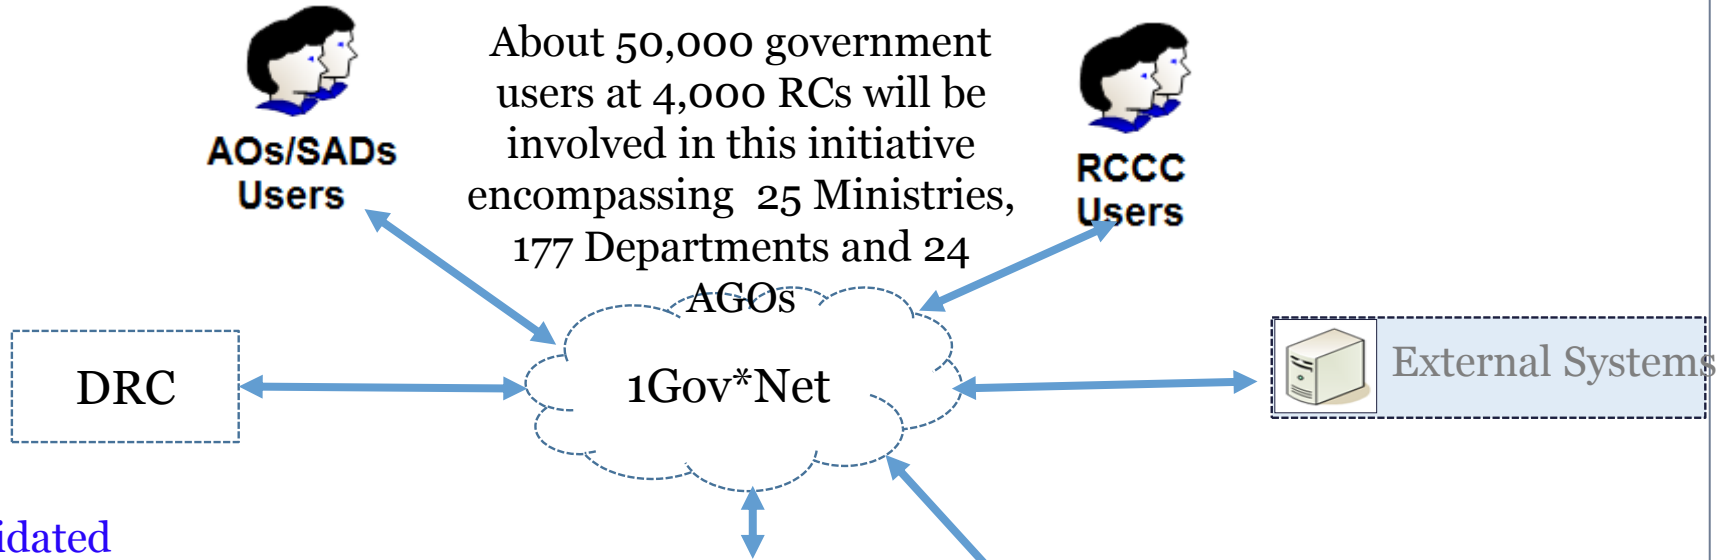 About 50,000 government
users at 4,000 RCs will be
involved in this initiative
encompassing 25 Ministries,
177 Departments and 24
AGOs
AOs/SADs
Users
RCCC
Users
DRC
1Gov*Net
External Systems
idated